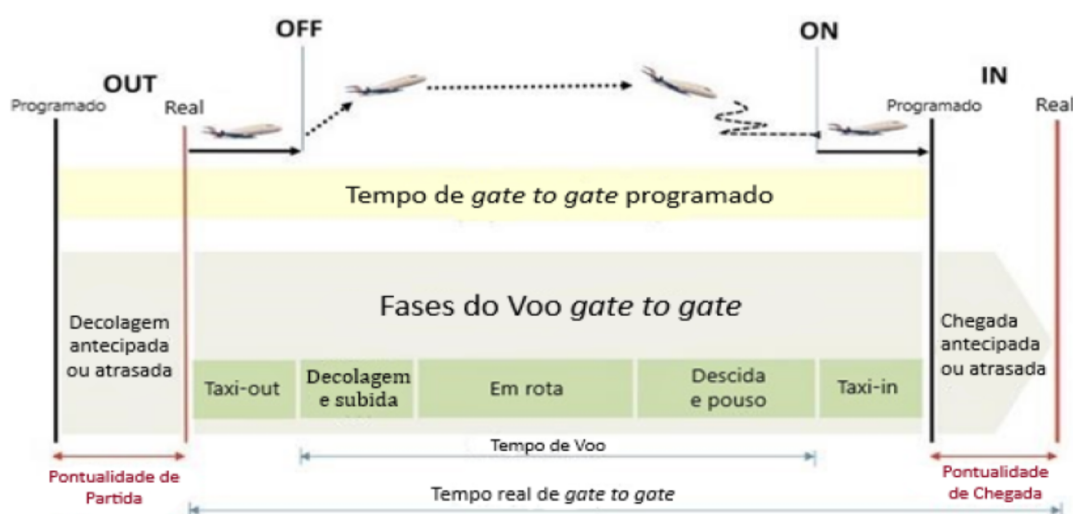 OFF
ON
OUT
IN
Programado
Real
Programado
Real
Tempo de gate to gate programado
Fases do Voo gate to gate
Decolagem
antecipada
ou atrasada
Chegada
antecipada
ou atrasada
Taxi-out
Decolagem
e subida
Em rota
Descida
e pouso
Taxi-in
Tempo de Voo
Pontualidade de
Partida
Pontualidade
de Chegada
Tempo real de gate to gate